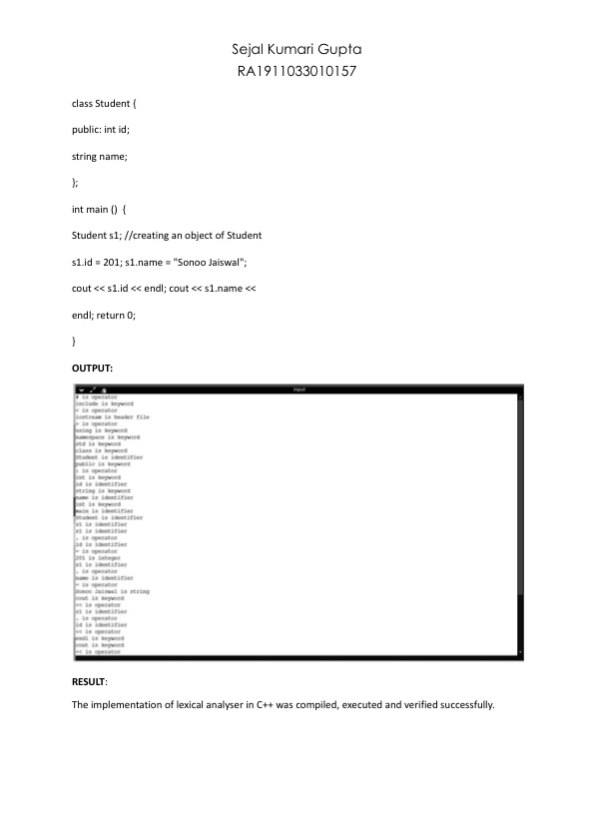 Sejal Kumari Gupta
RA1911033010157
class Student {
public: int id;
string name;
};
int main () {
Student s1; //creating an object of Student
s1.id = 201; s1.name = "Sonoo Jaiswal";
cout << s1.id << endl; cout << s1.name <<
endl; return 0;
}
OUTPUT:
input
# is operator
include is keyword
< is operator
iostream is header file
> is operator
using is keyword
namespace is keyword
std is keyword
class is keyword
Student is identifier
public is keyword
: is operator
int is keyword
id is identifier
string is keyword
name is identifier
int is keyword
main is identifier
Student is identifier
s1 is identifier
s1 is identifier
. is operator
id is identifier
= is operator
201 is integer
s1 is identifier
. is operator
name is identifier
= is operator
Sonoo Jaiswal is string
cout is keyword
<< is operator
s1 is identifier
. is operator
id is identifier
<< is operator
endl is keyword
cout is keyword
<< is operator
RESULT:
The implementation of lexical analyser in C++ was compiled, executed and verified successfully.